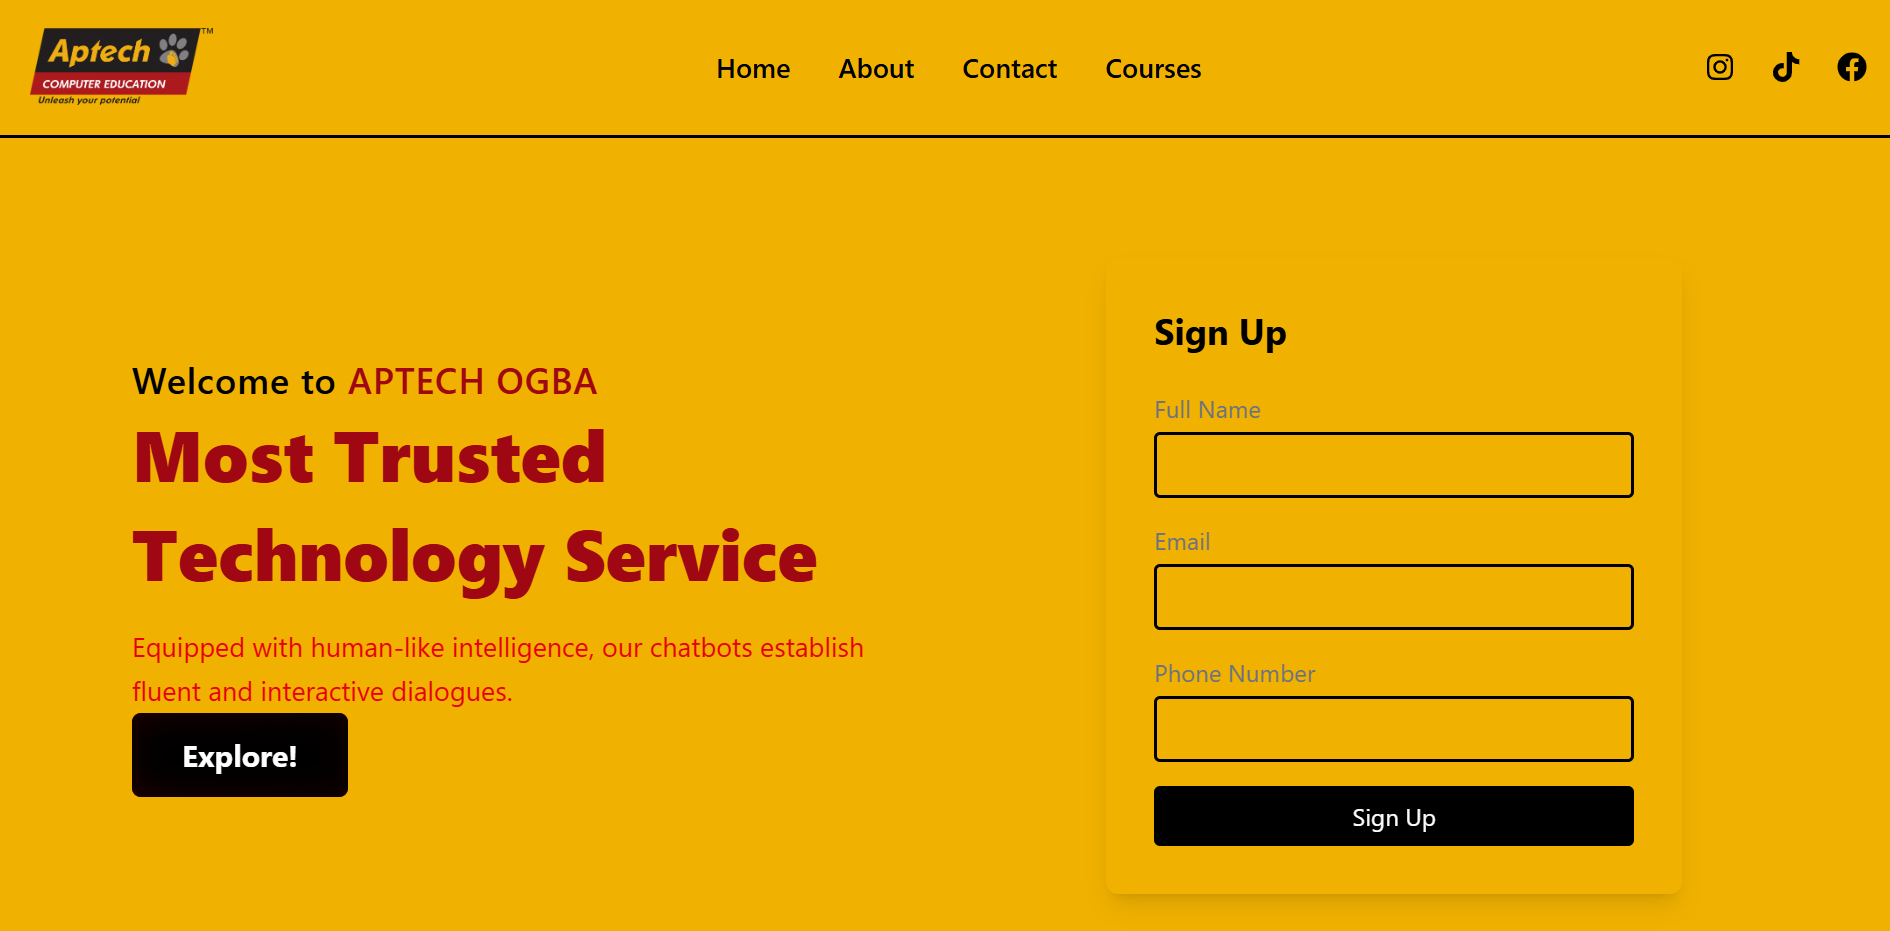 Aptech
TM
COMPUTER EDUCATION
Unleash your potential
Home About Contact Courses
Welcome to APTECH OGBA
Most Trusted
Technology Service
Equipped with human-like intelligence, our chatbots establish
fluent and interactive dialogues.
Explore!
Sign Up
Full Name
Email
Phone Number
Sign Up